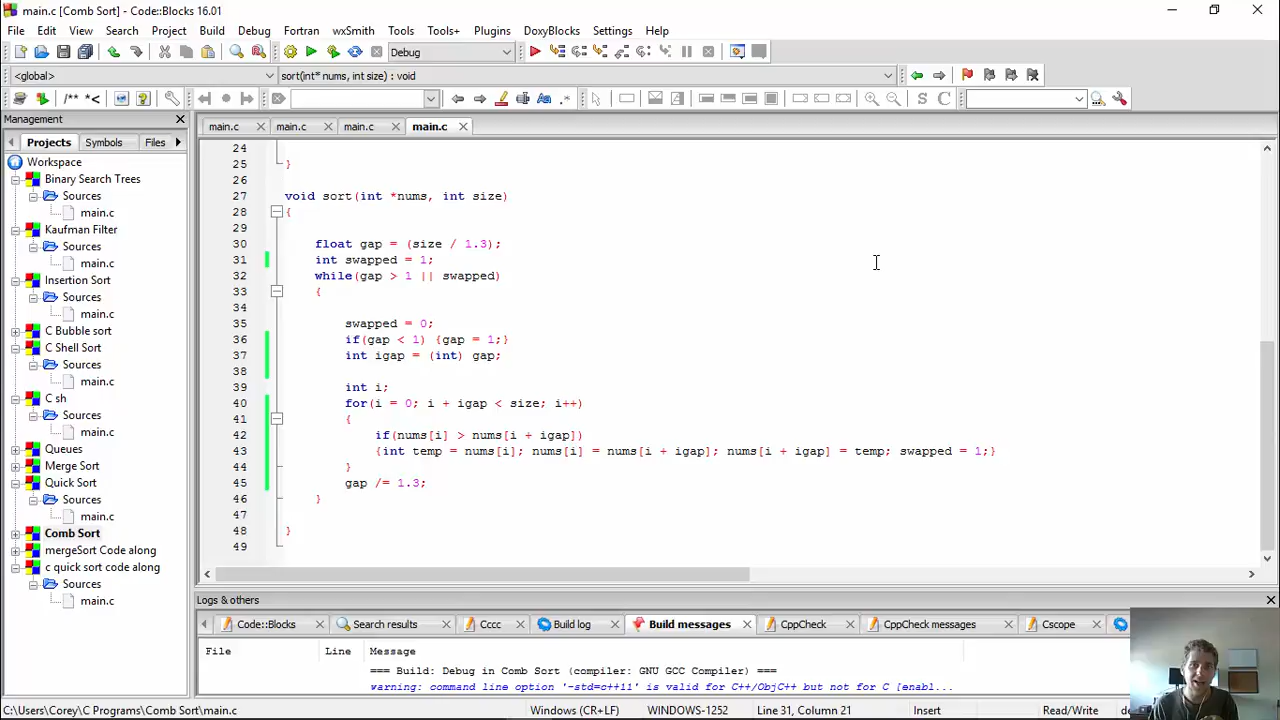 main.c [Comb Sort] - Code::Blocks 16.01
File Edit View Search Project Build Debug Fortran wxSmith Tools Tools+ Plugins DoxyBlocks Settings Help
Debug
<global> sort(int* nums, int size) : void
/** *<
S C
Management
Projects Symbols Files
main.c main.c main.c main.c
Workspace
Binary Search Trees
Sources
main.c
Kaufman Filter
Sources
main.c
Insertion Sort
Sources
main.c
C Bubble sort
C Shell Sort
Sources
main.c
C sh
Sources
main.c
Queues
Merge Sort
Quick Sort
Sources
main.c
Comb Sort
mergeSort Code along
c quick sort code along
Sources
main.c
24
25 }
26
27 void sort(int *nums, int size)
28 {
29
30 float gap = (size / 1.3);
31 int swapped = 1;
32 while(gap > 1 || swapped)
33 {
34
35 swapped = 0;
36 if(gap < 1) {gap = 1;}
37 int igap = (int) gap;
38
39 int i;
40 for(i = 0; i + igap < size; i++)
41 {
42 if(nums[i] > nums[i + igap])
43 {int temp = nums[i]; nums[i] = nums[i + igap]; nums[i + igap] = temp; swapped = 1;}
44 }
45 gap /= 1.3;
46 }
47
48 }
49
Logs & others
Code::Blocks Search results Cccc Build log Build messages CppCheck CppCheck messages Cscope
File Line Message
=== Build: Debug in Comb Sort (compiler: GNU GCC Compiler) ===
warning: command line option '-std=c++11' is valid for C++/ObjC++ but not for C [enabl...
C:\Users\Corey\C Programs\Comb Sort\main.c Windows (CR+LF) WINDOWS-1252 Line 31, Column 21 Insert Read/Write de